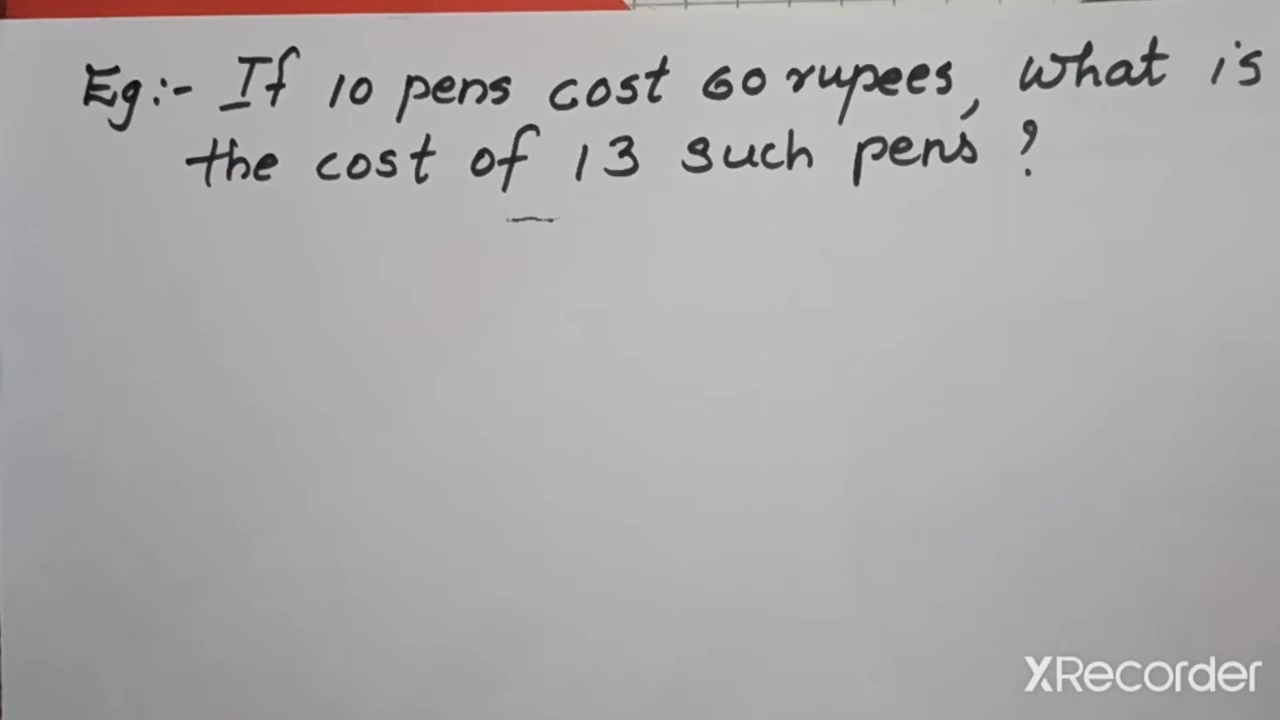 Eg:- If 10 pens cost 60 rupees, what is
the cost of 13 such pens ?
XRecorder